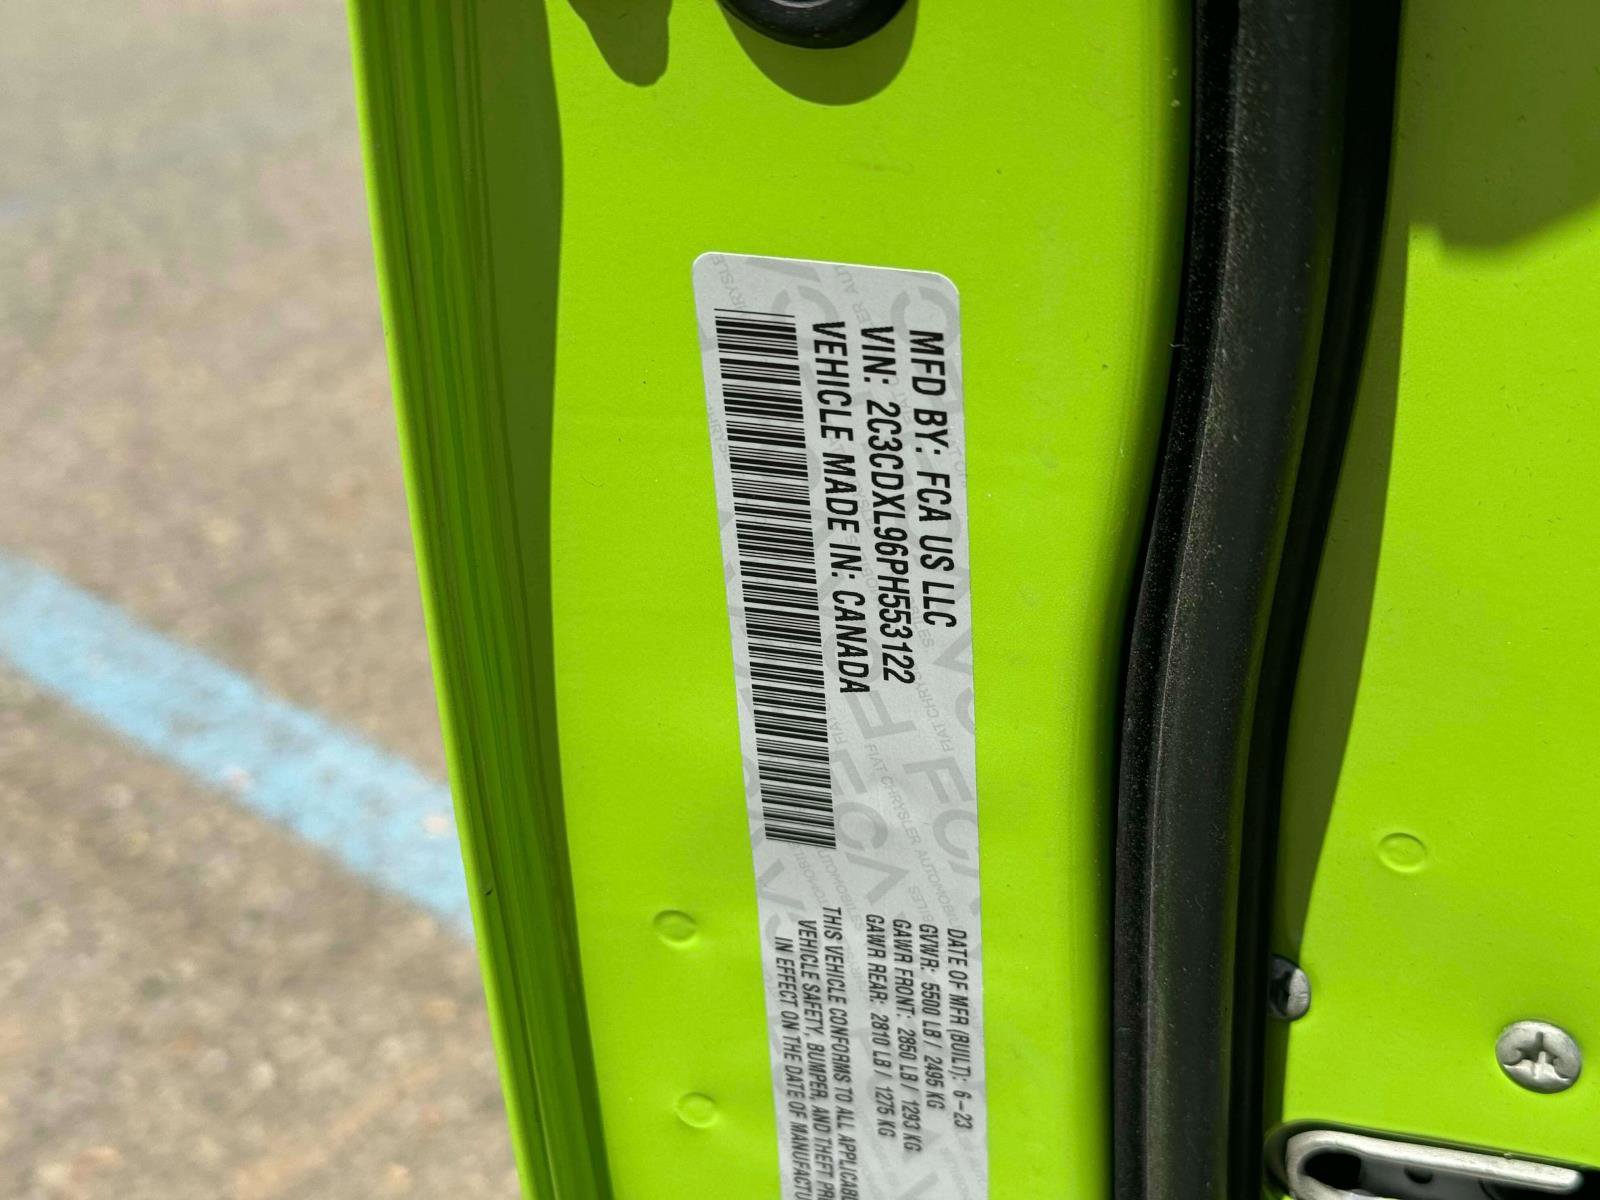 MFD BY: FCA US LLC
VIN: 2C3CDXL96PH553122
VEHICLE MADE IN: CANADA
DATE OF MFR (BUILT): 6-23
GVWR: 5500 LB / 2495 KG
GAWR FRONT: 2850 LB / 1293 KG
GAWR REAR: 2810 LB / 1275 KG
THIS VEHICLE CONFORMS TO ALL APPLICABL
VEHICLE SAFETY, BUMPER, AND THEFT PR
IN EFFECT ON THE DATE OF MANUFACTU